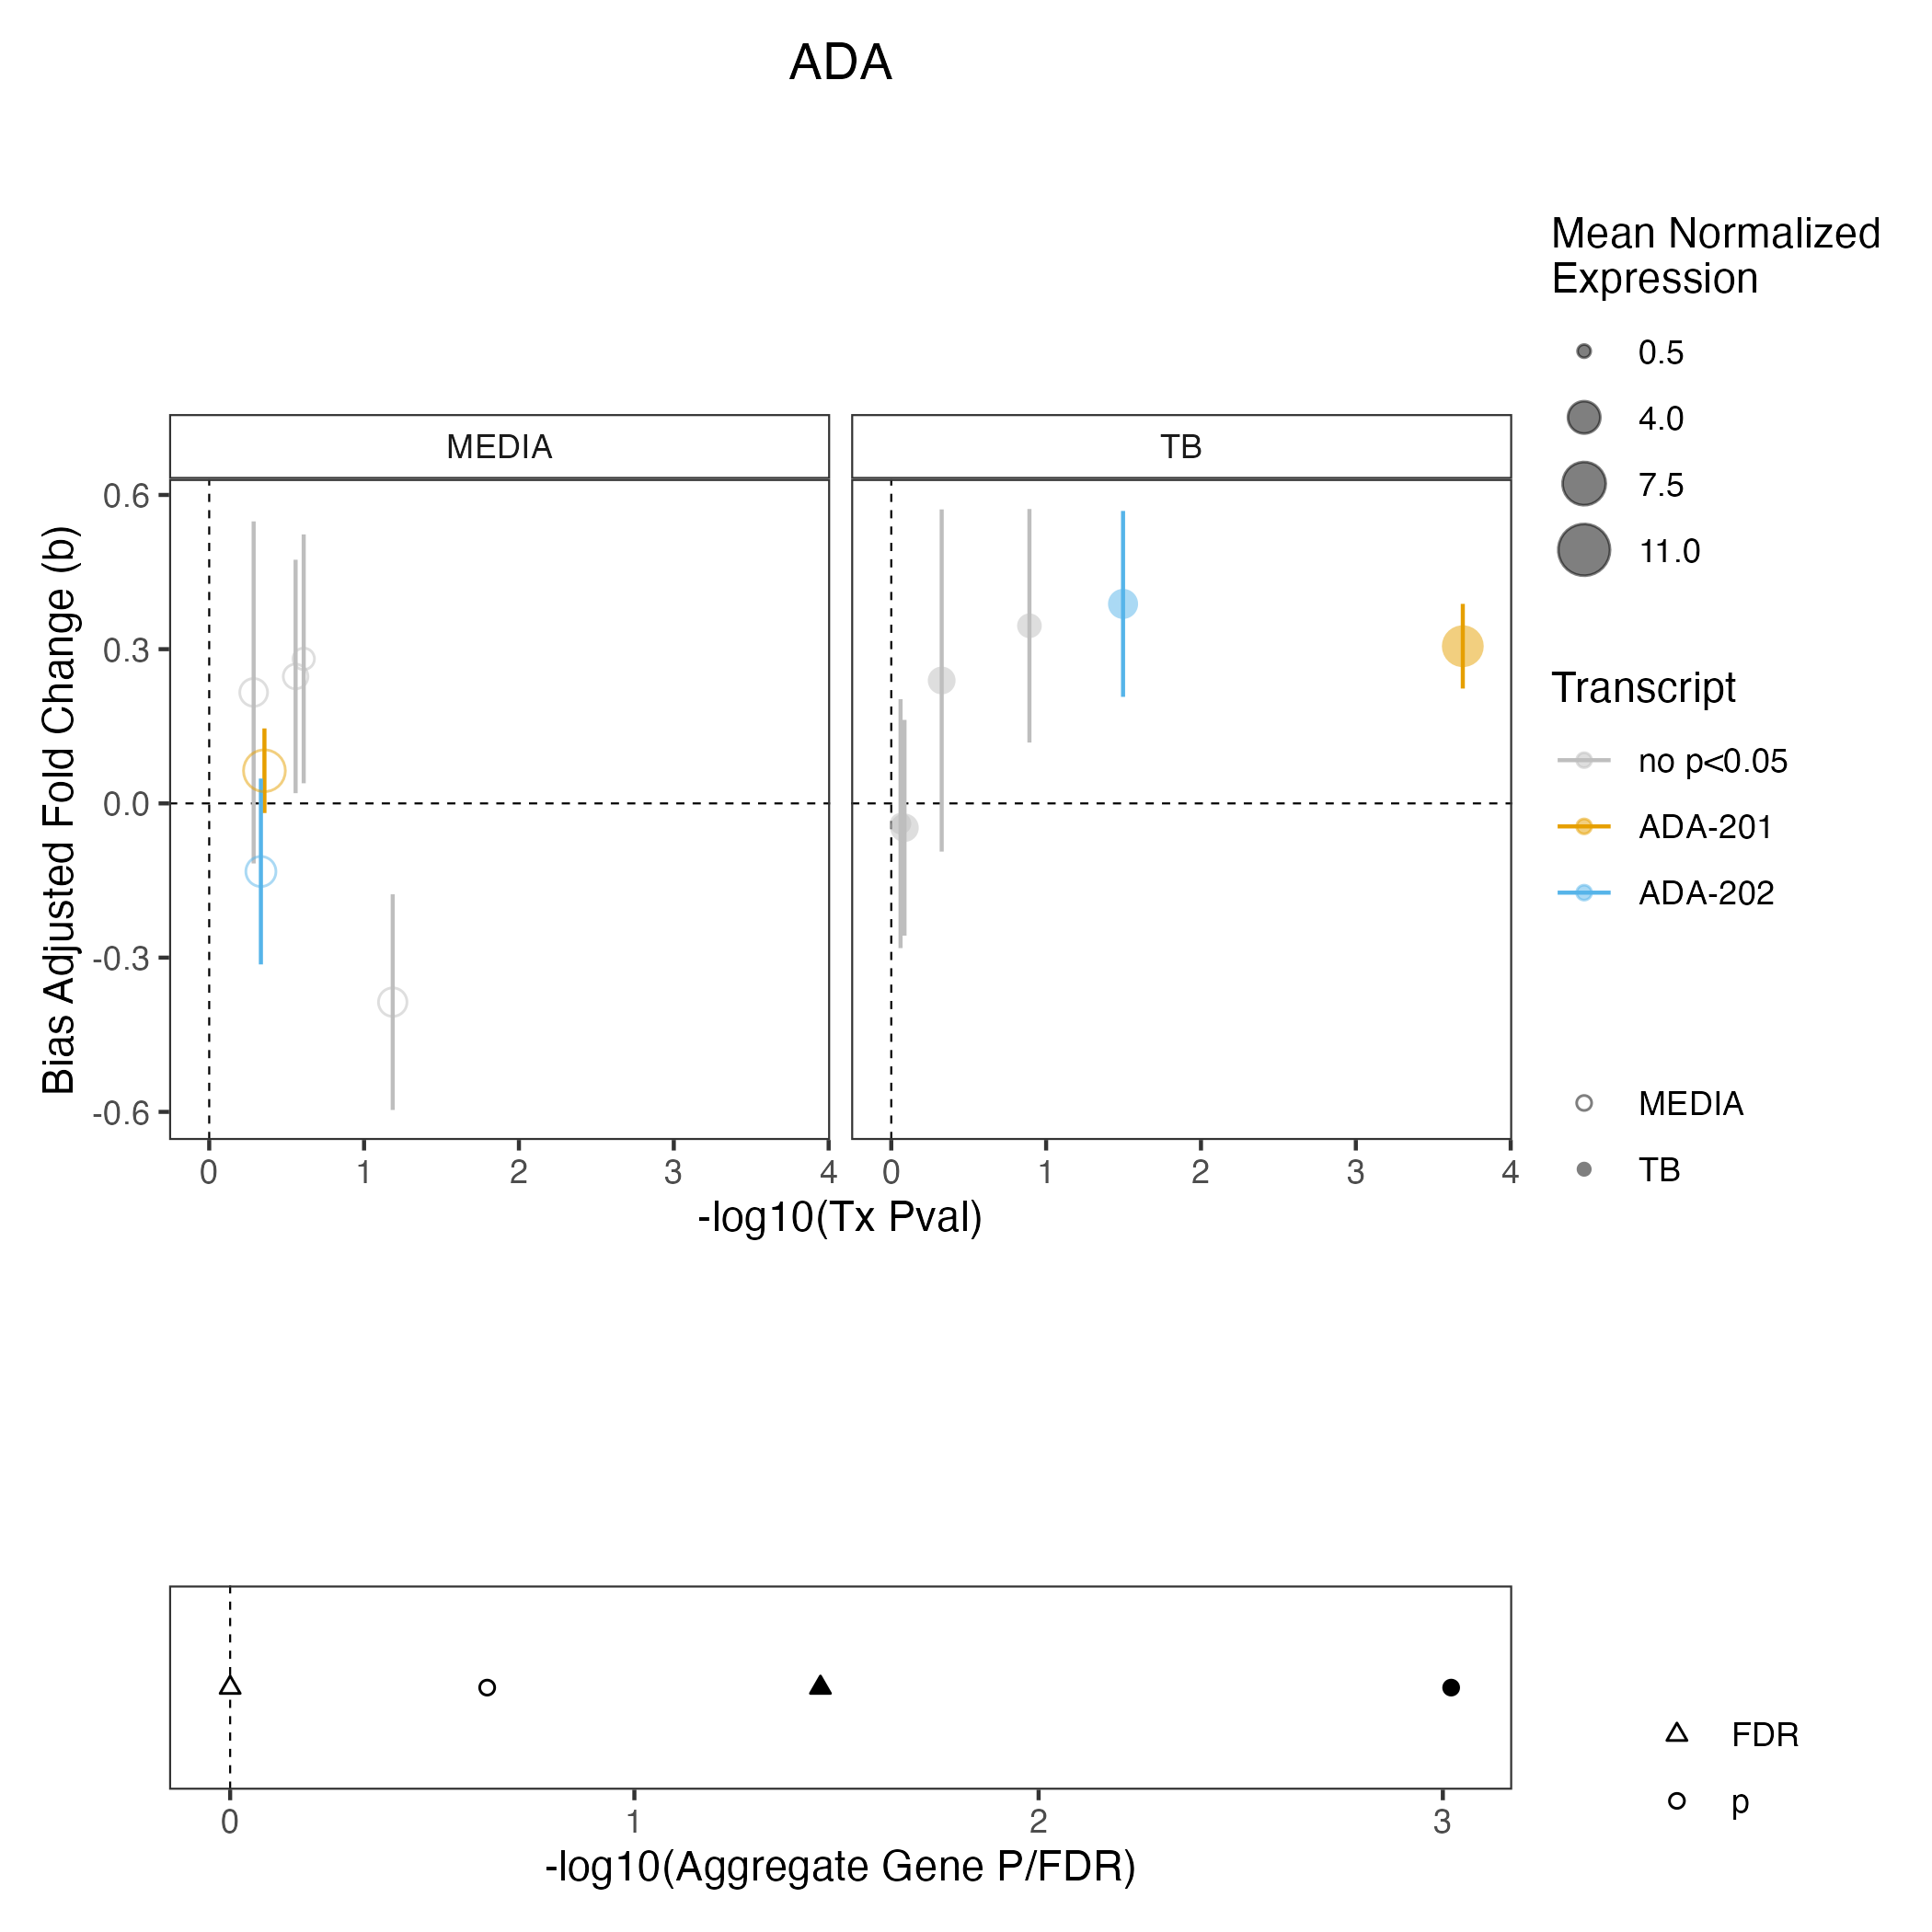 ADA
MEDIA
TB
0.6
0.3
0.0
-0.3
-0.6
Bias Adjusted Fold Change (b)
0 1 2 3 4
0 1 2 3 4
-log10(Tx Pval)
Mean Normalized
Expression
0.5
4.0
7.5
11.0
Transcript
no p<0.05
ADA-201
ADA-202
MEDIA
TB
0 1 2 3
-log10(Aggregate Gene P/FDR)
FDR
p